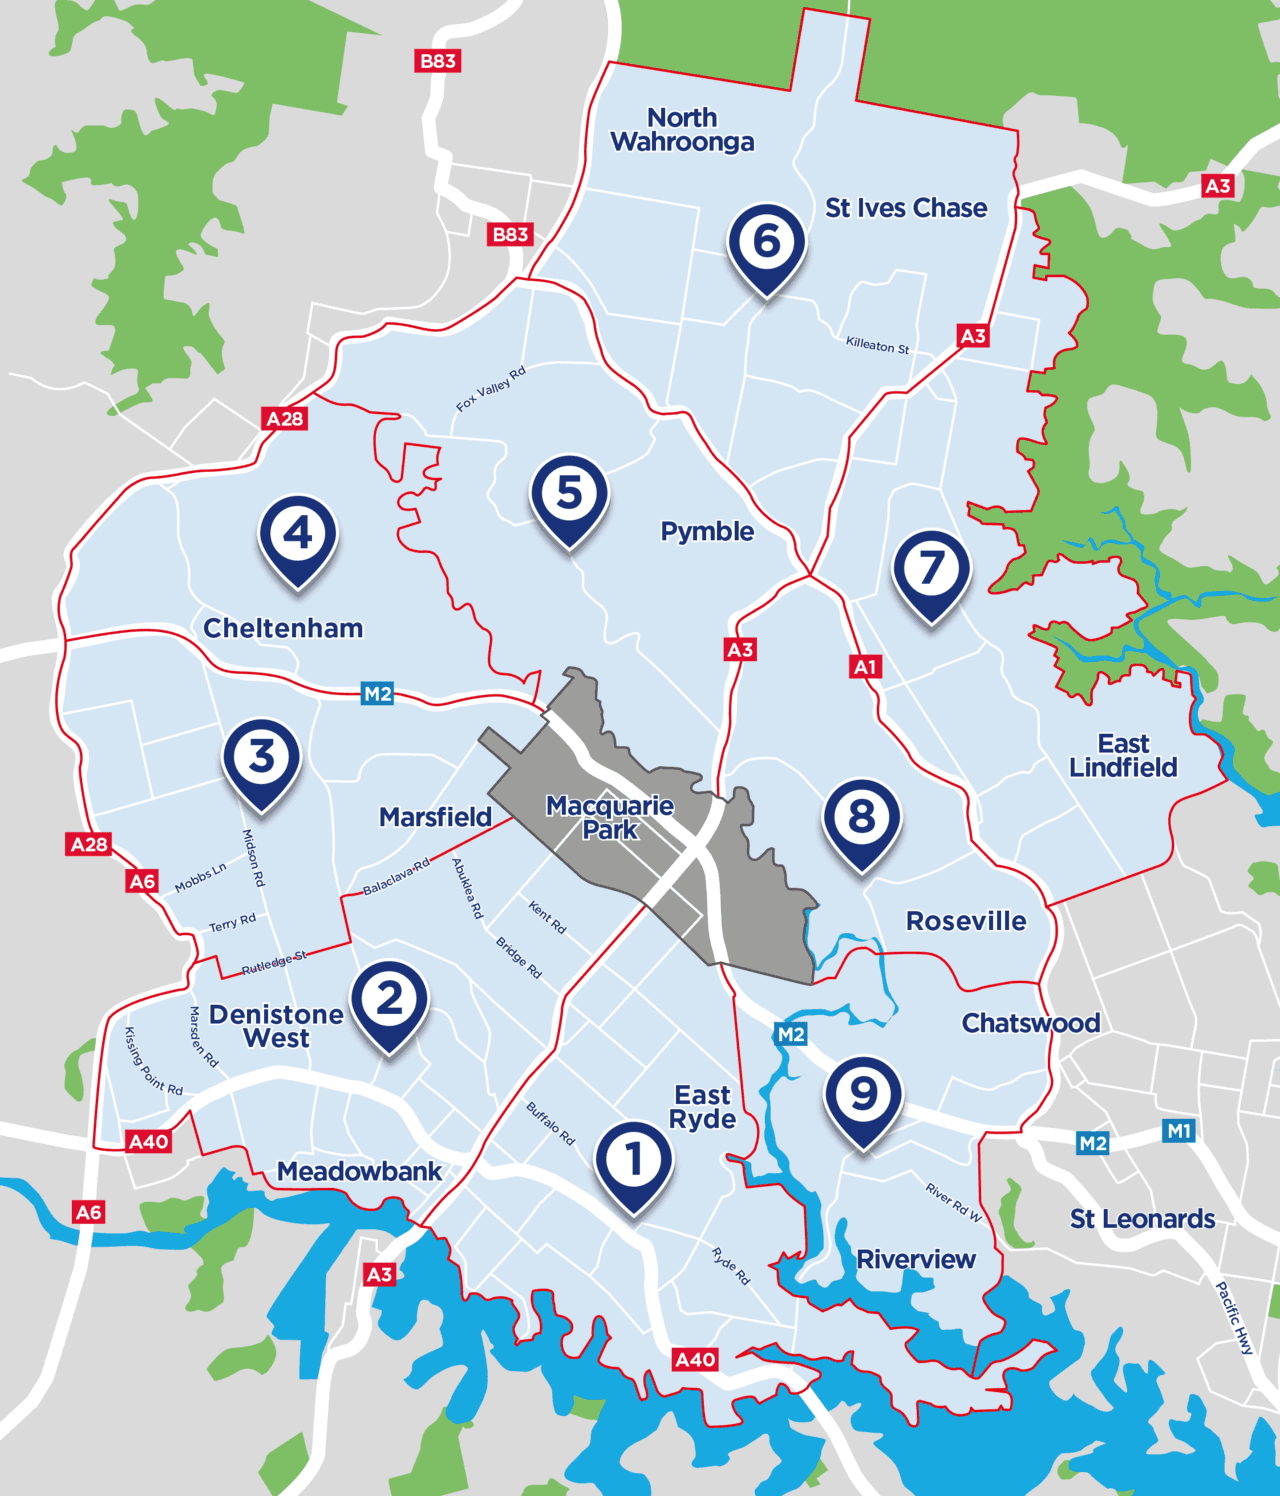 B83
North
Wahroonga
A3
St Ives Chase
B83
6
A3
Killeaton St
Fox Valley Rd
A28
5
4
Pymble
7
Cheltenham
A3
A1
M2
3
East
Lindfield
Macquarie
Park
Marsfield
8
A28
Midson Rd
Mobbs Ln
A6
Balaclava Rd
Abuklea Rd
Kent Rd
Terry Rd
Roseville
Bridge Rd
Rutledge St
2
Denistone
West
Marsden Rd
Kissing Point Rd
Chatswood
M2
9
East
Ryde
Buffalo Rd
A40
1
M2
M1
Meadowbank
River Rd W
A6
St Leonards
Riverview
Ryde Rd
A3
Pacific Hwy
A40